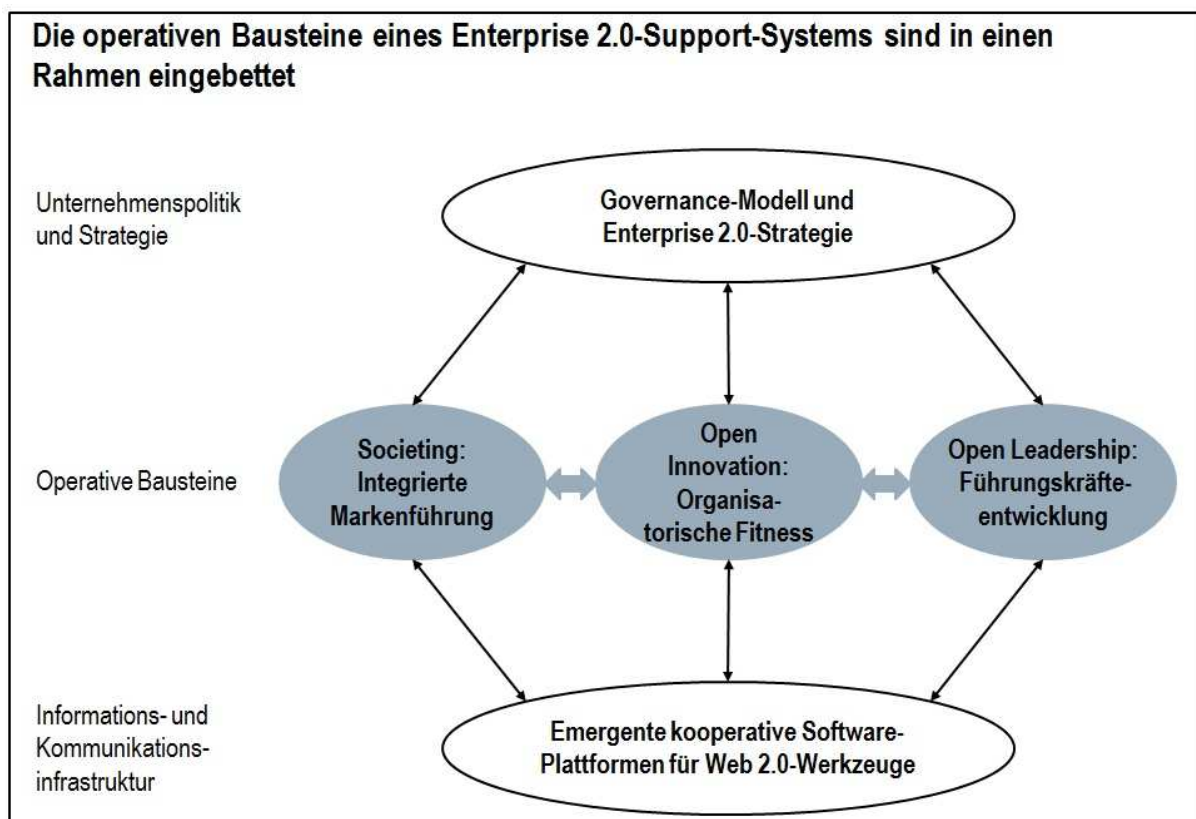 Die operativen Bausteine eines Enterprise 2.0-Support-Systems sind in einen
Rahmen eingebettet
Unternehmenspolitik
und Strategie
Governance-Modell und
Enterprise 2.0-Strategie
Operative Bausteine
Societing:
Integrierte
Markenführung
Open
Innovation:
Organisa-
torische Fitness
Open Leadership:
Führungskräfte-
entwicklung
Informations- und
Kommunikations-
infrastruktur
Emergente kooperative Software-
Plattformen für Web 2.0-Werkzeuge